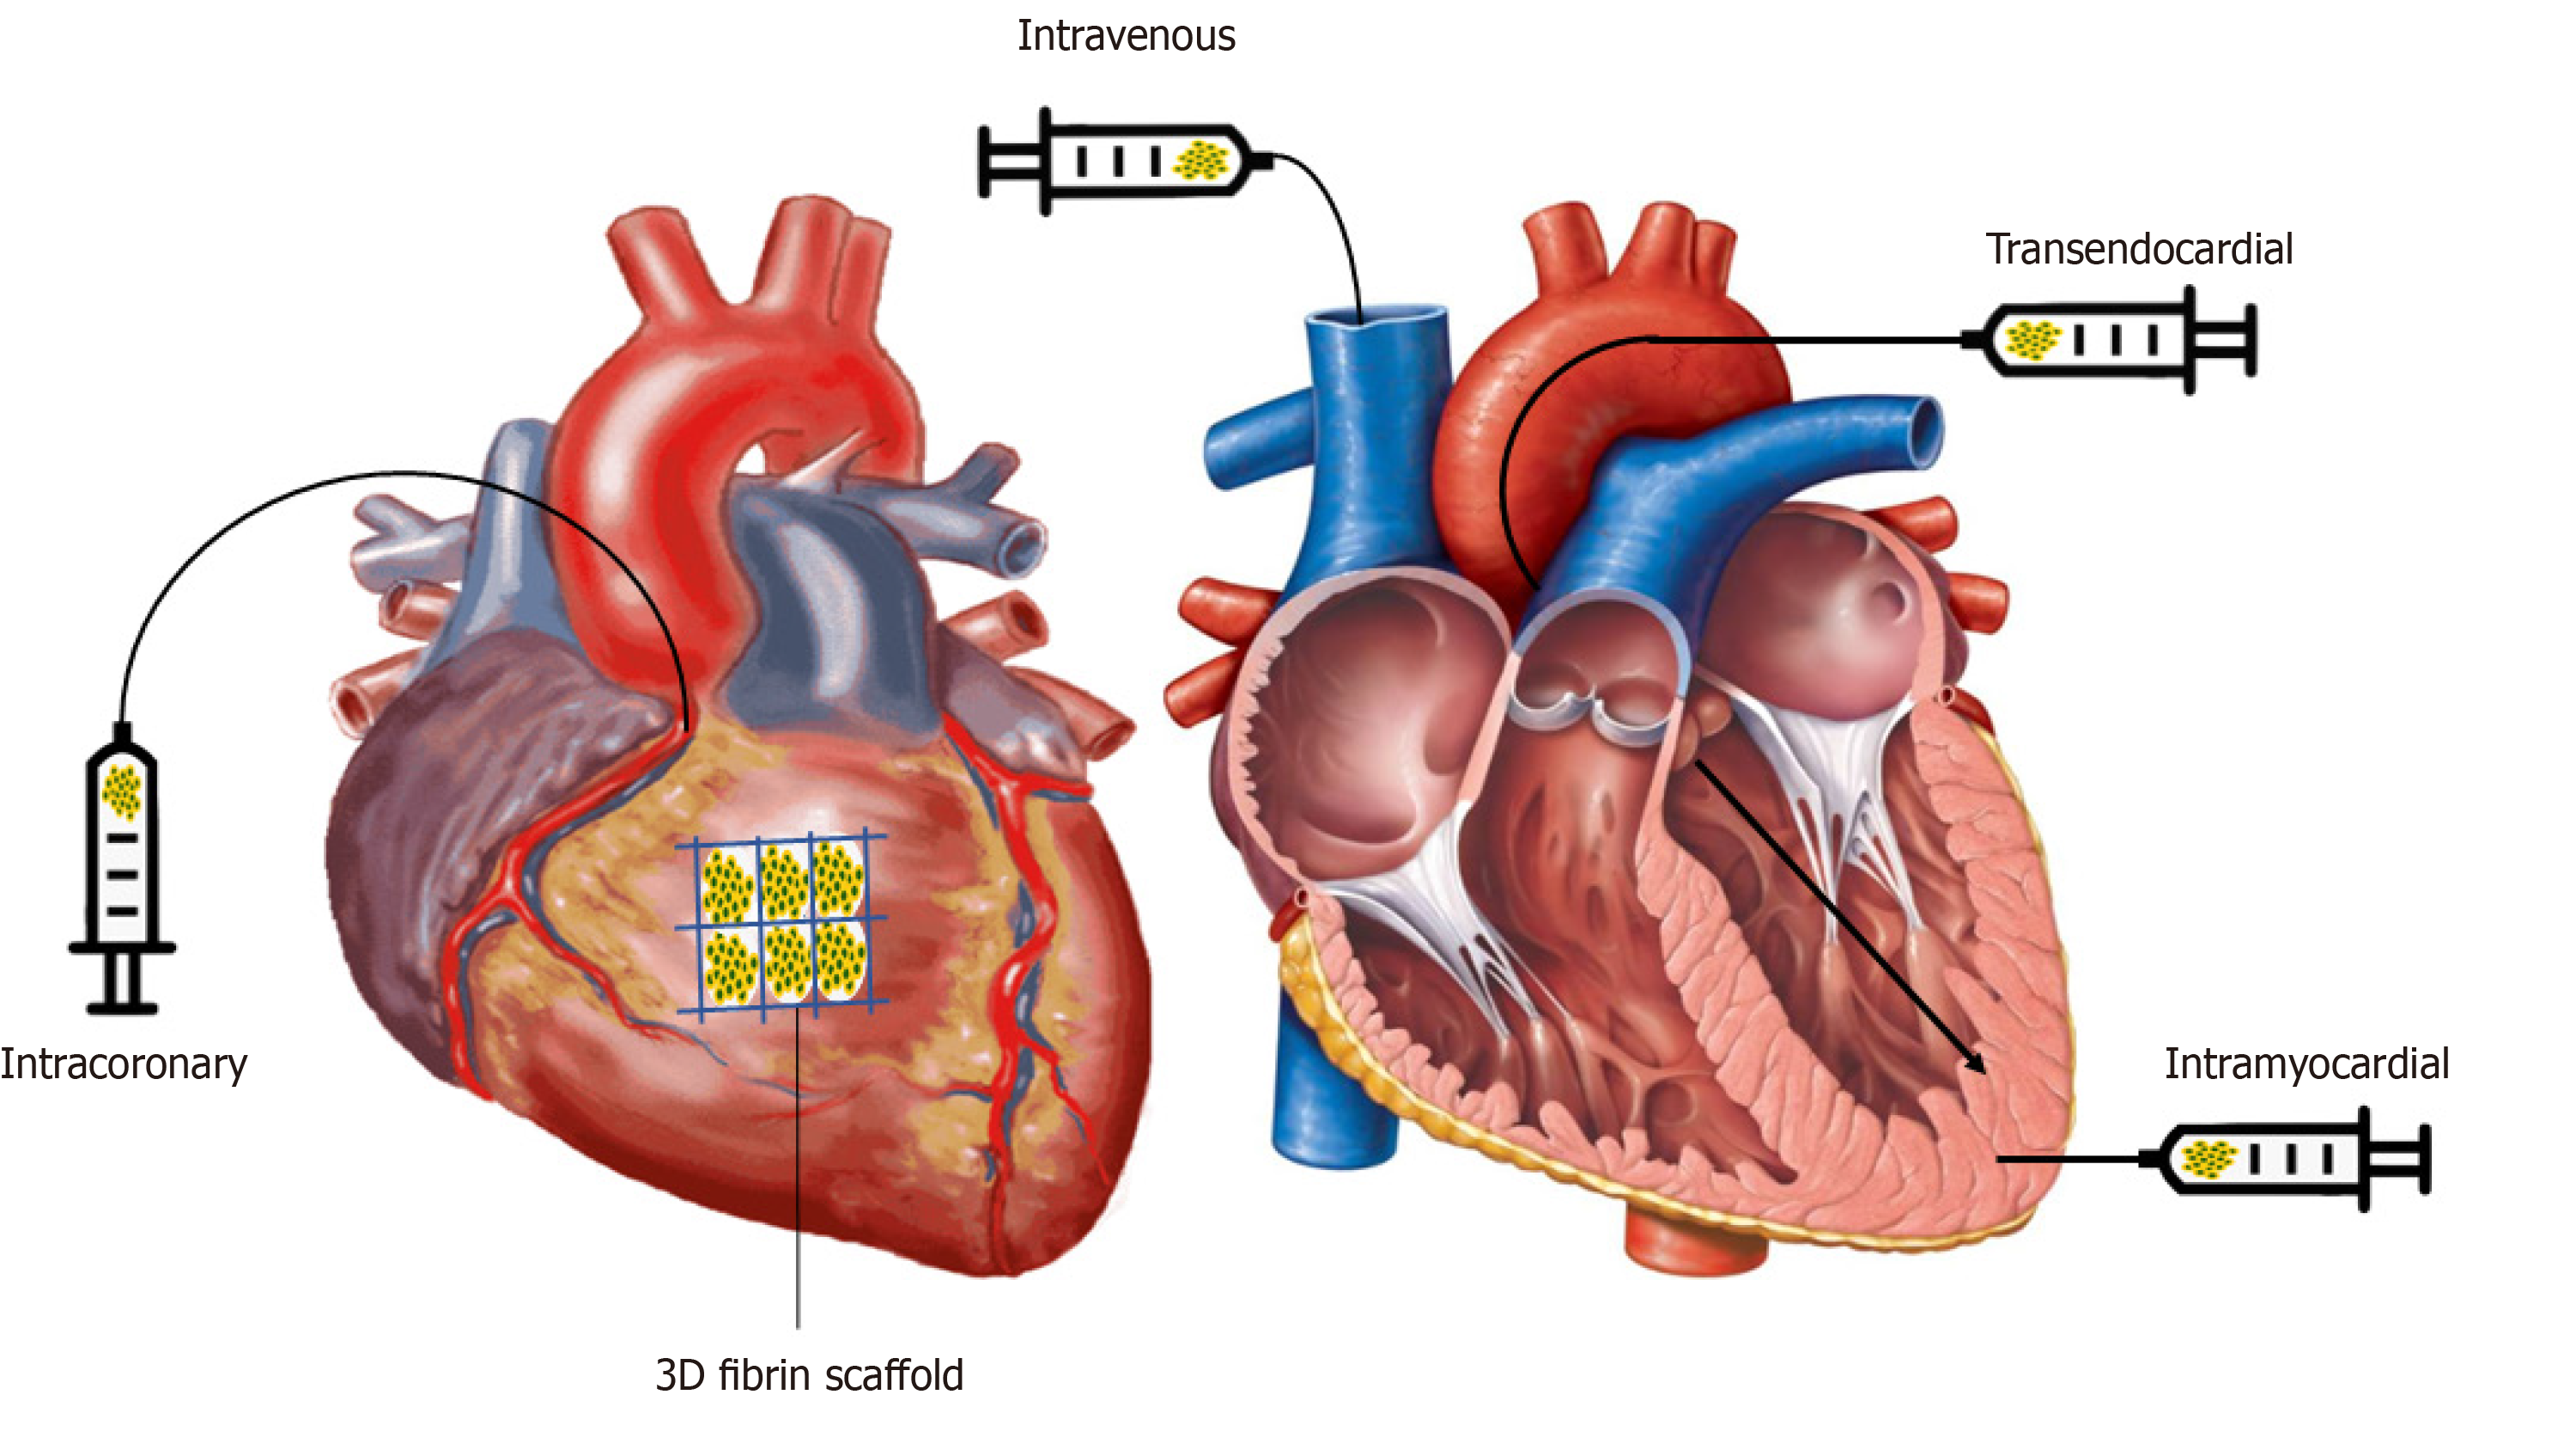 Intravenous
Transendocardial
Intracoronary
Intramyocardial
3D fibrin scaffold